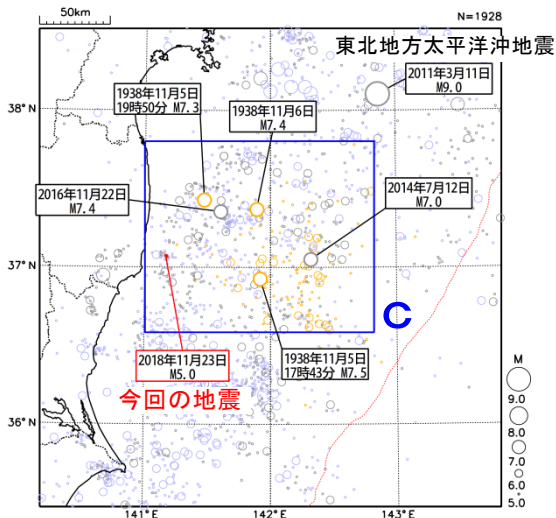 50km
N=1928
東北地方太平洋沖地震
2011年3月11日
M9.0
1938年11月5日
19時50分 M7.3
1938年11月6日
M7.4
38°N
2016年11月22日
M7.4
2014年7月12日
M7.0
37°N
C
2018年11月23日
M5.0
1938年11月5日
17時43分 M7.5
今回の地震
36°N
M
9.0
8.0
7.0
6.0
5.0
141°E
142°E
143°E